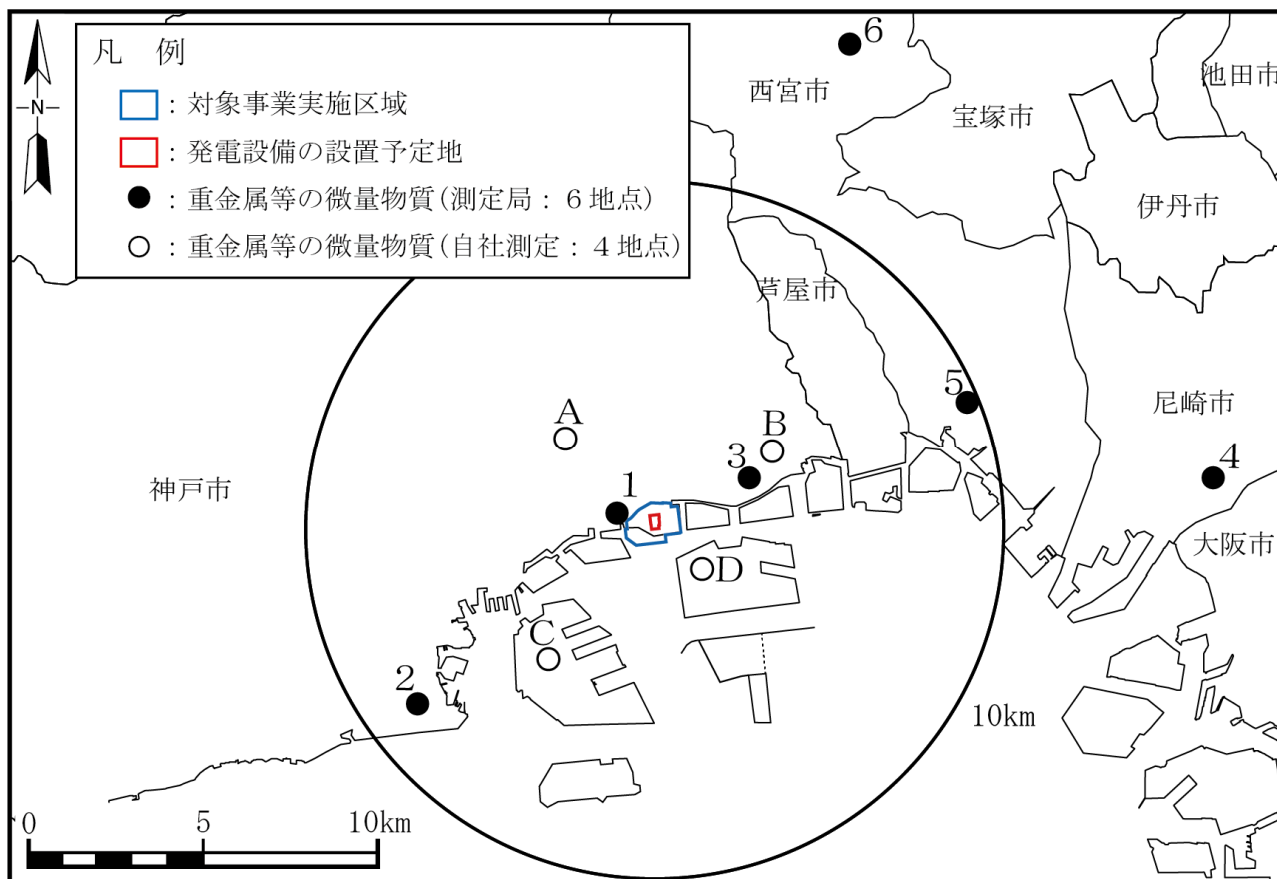 凡 例
:対象事業実施区域
:発電設備の設置予定地
:重金属等の微量物質(測定局:6地点)
:重金属等の微量物質(自社測定:4地点)
N
6
西宮市
池田市
宝塚市
伊丹市
芦屋市
5
尼崎市
A
B
3
4
神戸市
1
大阪市
D
C
2
10km
0 5 10km